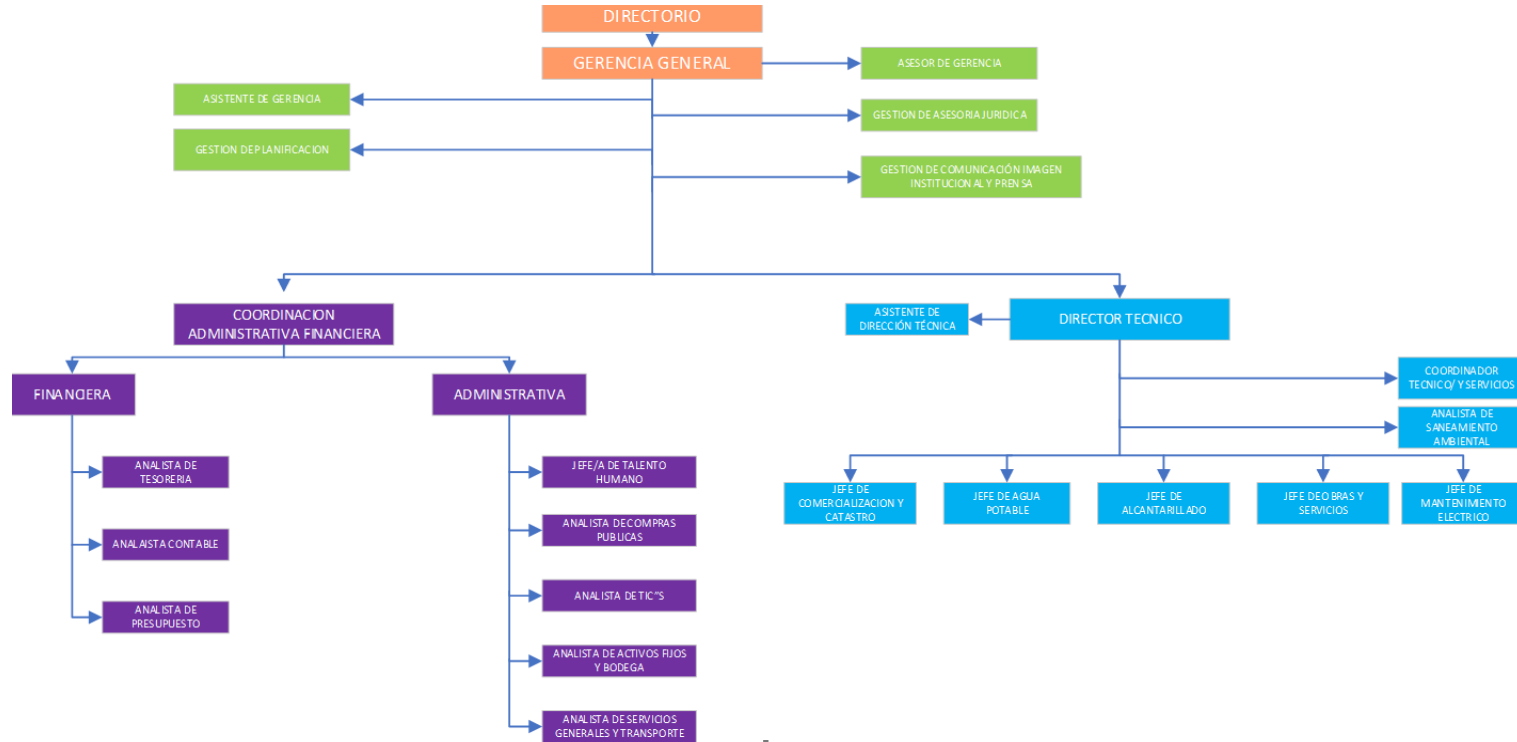 DIRECTORIO
GERENCIA GENERAL
ASESOR DE GERENCIA
ASISTENTE DE GERENCIA
GESTION DE ASESORIA JURIDICA
GESTION DE PLANIFICACION
GESTION DE COMUNICACIÓN IMAGEN
INSTITUCIONAL Y PRENSA
COORDINACION
ADMINISTRATIVA FINANCIERA
ASISTENTE DE
DIRECCIÓN TÉCNICA
DIRECTOR TECNICO
FINANCIERA
ADMINISTRATIVA
COORDINADOR
TECNICO/ Y SERVICIOS
ANALISTA DE
SANEAMIENTO
AMBIENTAL
ANALISTA DE
TESORERIA
ANALAISTA CONTABLE
ANALISTA DE
PRESUPUESTO
JEFE/A DE TALENTO
HUMANO
ANALISTA DE COMPRAS
PUBLICAS
ANALISTA DE TIC"S
ANALISTA DE ACTIVOS FIJOS
Y BODEGA
ANALISTA DE SERVICIOS
GENERALES Y TRANSPORTE
JEFE DE
COMERCIALIZACION Y
CATASTRO
JEFE DE AGUA
POTABLE
JEFE DE
ALCANTARILLADO
JEFE DE OBRAS Y
SERVICIOS
JEFE DE
MANTENIMIENTO
ELECTRICO